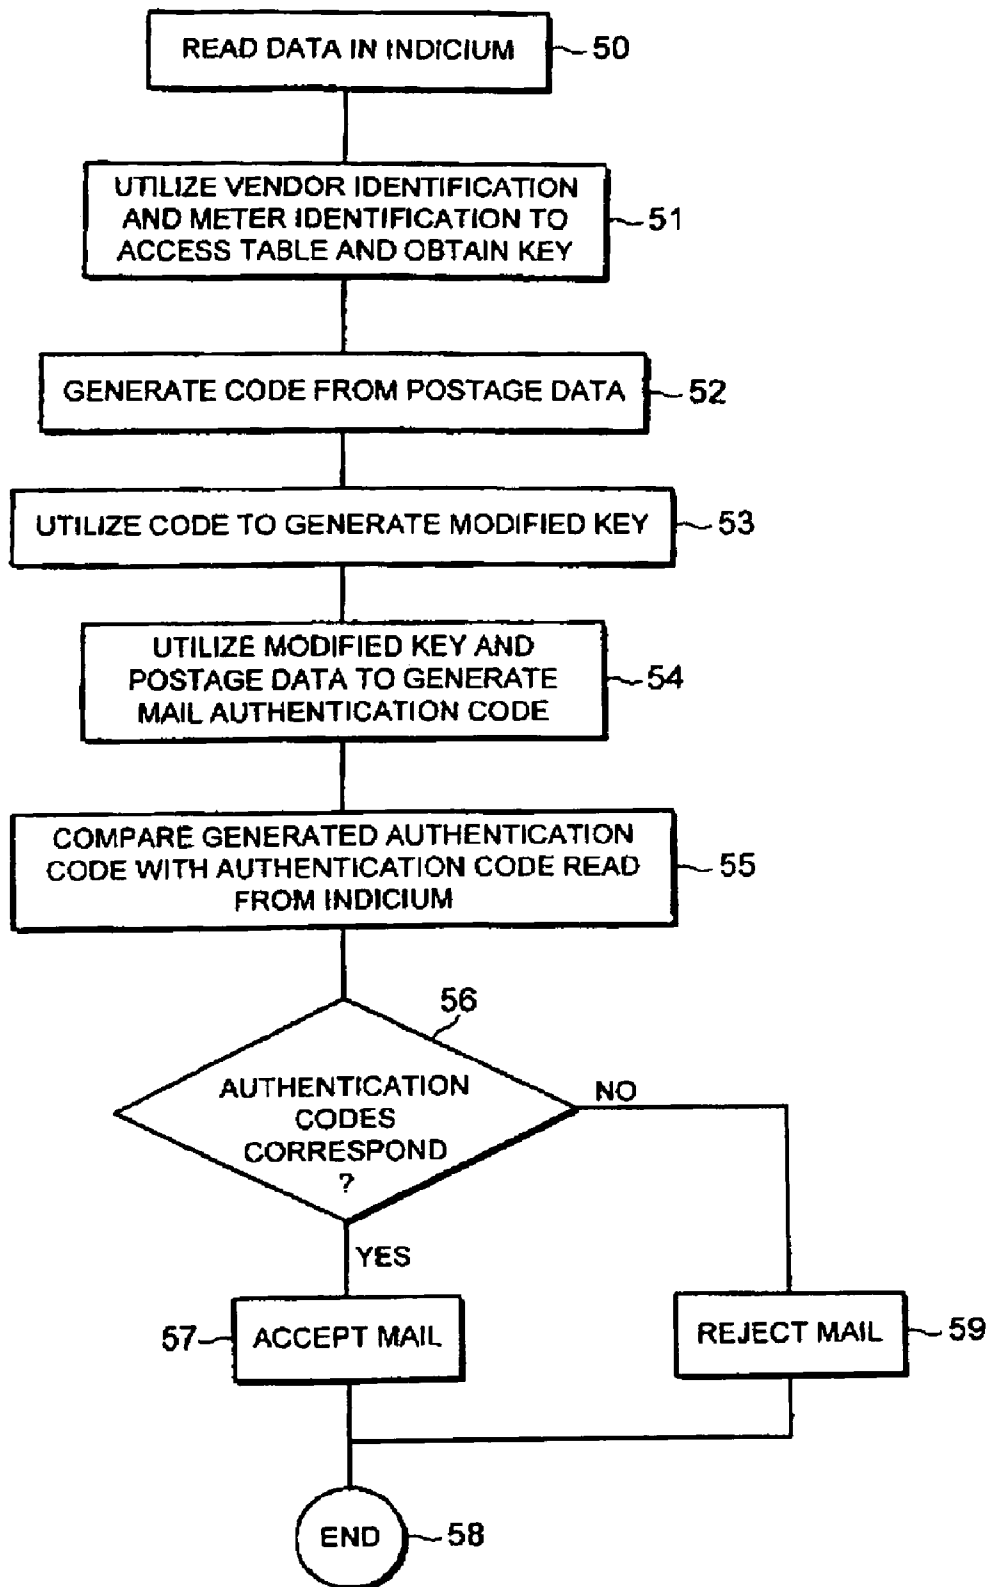 READ DATA IN INDICIUM
50
UTILIZE VENDOR IDENTIFICATION
AND METER IDENTIFICATION TO
ACCESS TABLE AND OBTAIN KEY
51
GENERATE CODE FROM POSTAGE DATA
52
UTILIZE CODE TO GENERATE MODIFIED KEY
53
UTILIZE MODIFIED KEY AND
POSTAGE DATA TO GENERATE
MAIL AUTHENTICATION CODE
54
COMPARE GENERATED AUTHENTICATION
CODE WITH AUTHENTICATION CODE READ
FROM INDICIUM
55
56
AUTHENTICATION
CODES
CORRESPOND
?
NO
YES
57
ACCEPT MAIL
REJECT MAIL
59
END
58